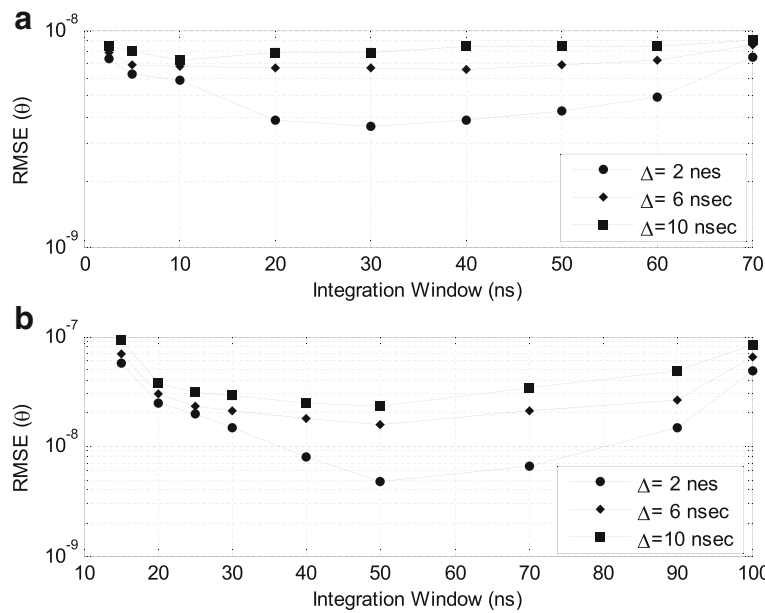 a
10^-8
RMSE (θ)
10^-9
Δ= 2 nes
Δ= 6 nsec
Δ=10 nsec
0 10 20 30 40 50 60 70
Integration Window (ns)
b
10^-7
RMSE (θ)
10^-8
10^-9
Δ= 2 nes
Δ= 6 nsec
Δ=10 nsec
10 20 30 40 50 60 70 80 90 100
Integration Window (ns)